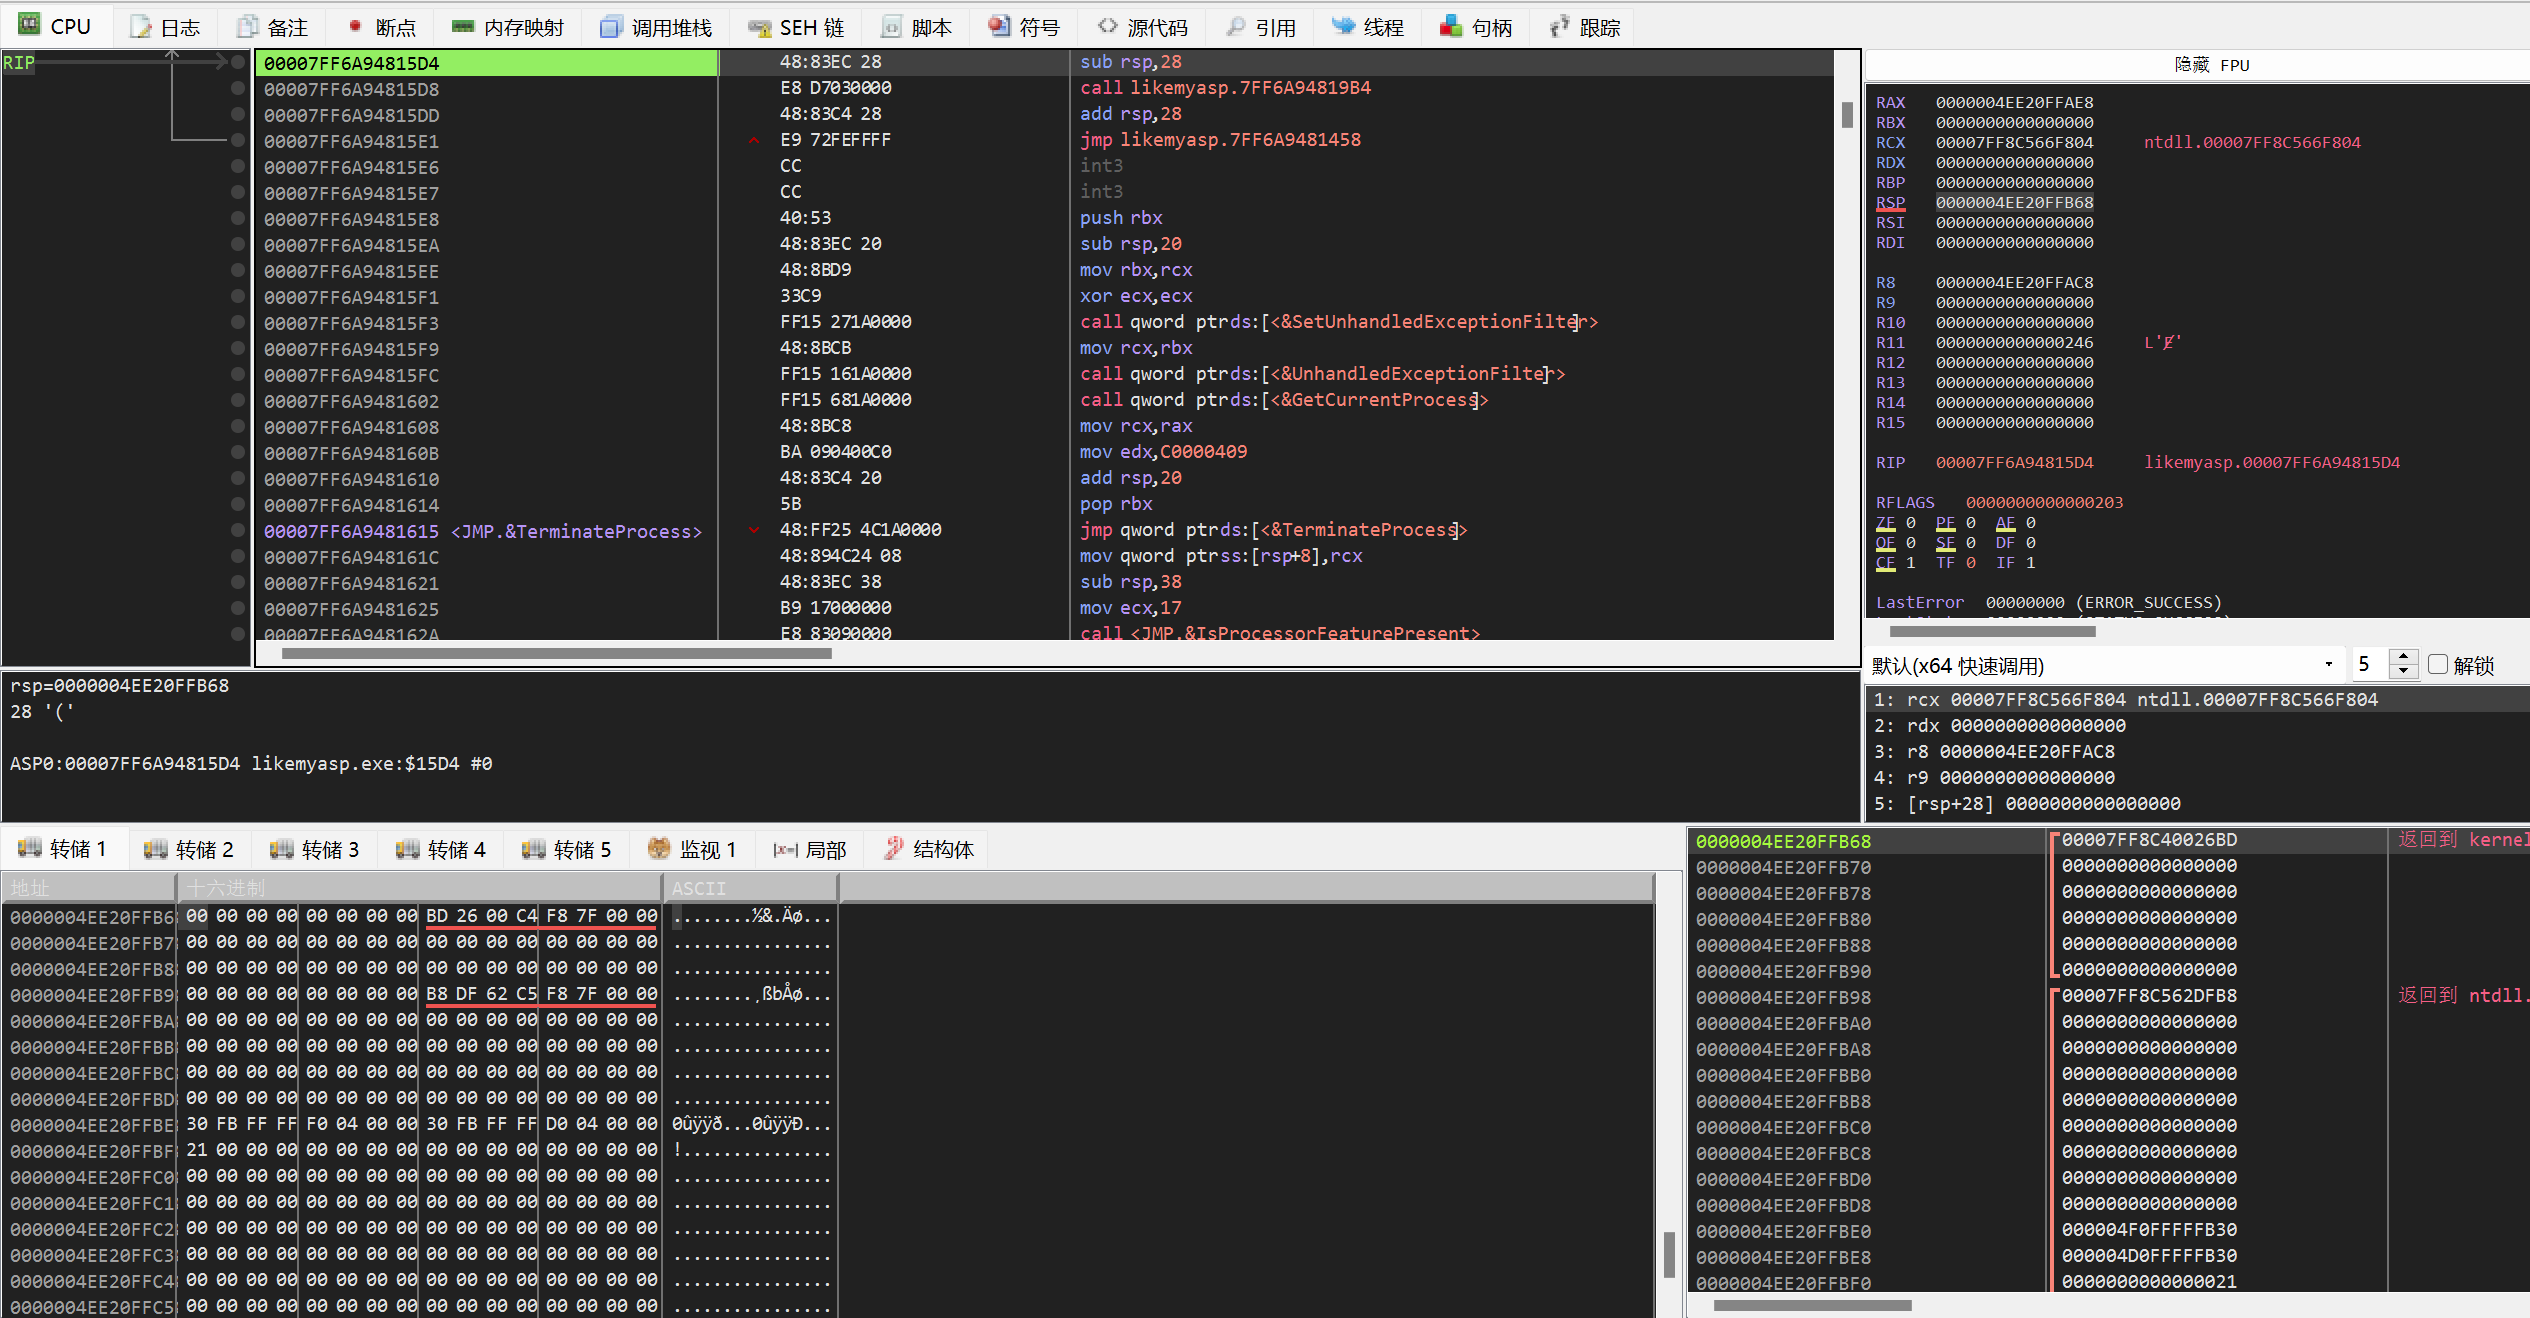 CPU 日志 备注 断点 内存映射 调用堆栈 SEH 链 脚本 符号 源代码 引用 线程 句柄 跟踪
RIP
00007FF6A94815D4 48:83EC 28 sub rsp,28
00007FF6A94815D8 E8 D7030000 call likemyasp.7FF6A94819B4
00007FF6A94815DD 48:83C4 28 add rsp,28
00007FF6A94815E1 E9 72FEFFFF jmp likemyasp.7FF6A9481458
00007FF6A94815E6 CC int3
00007FF6A94815E7 CC int3
00007FF6A94815E8 40:53 push rbx
00007FF6A94815EA 48:83EC 20 sub rsp,20
00007FF6A94815EE 48:8BD9 mov rbx,rcx
00007FF6A94815F1 33C9 xor ecx,ecx
00007FF6A94815F3 FF15 271A0000 call qword ptr ds:[<&SetUnhandledExceptionFilter>]
00007FF6A94815F9 48:8BCB mov rcx,rbx
00007FF6A94815FC FF15 161A0000 call qword ptr ds:[<&UnhandledExceptionFilter>]
00007FF6A9481602 FF15 681A0000 call qword ptr ds:[<&GetCurrentProcess>]
00007FF6A9481608 48:8BC8 mov rcx,rax
00007FF6A948160B BA 090400C0 mov edx,C0000409
00007FF6A9481610 48:83C4 20 add rsp,20
00007FF6A9481614 5B pop rbx
00007FF6A9481615 <JMP.&TerminateProcess> 48:FF25 4C1A0000 jmp qword ptr ds:[<&TerminateProcess>]
00007FF6A948161C 48:894C24 08 mov qword ptr ss:[rsp+8],rcx
00007FF6A9481621 48:83EC 38 sub rsp,38
00007FF6A9481625 B9 17000000 mov ecx,17
00007FF6A948162A E8 83090000 call <JMP.&IsProcessorFeaturePresent>
隐藏 FPU
RAX 0000004EE20FFAE8
RBX 0000000000000000
RCX 00007FF8C566F804 ntdll.00007FF8C566F804
RDX 0000000000000000
RBP 0000000000000000
RSP 0000004EE20FFB68
RSI 0000000000000000
RDI 0000000000000000
R8 0000004EE20FFAC8
R9 0000000000000000
R10 0000000000000000
R11 0000000000000246 L'Ɇ'
R12 0000000000000000
R13 0000000000000000
R14 0000000000000000
R15 0000000000000000
RIP 00007FF6A94815D4 likemyasp.00007FF6A94815D4
RFLAGS 0000000000000203
ZF 0 PF 0 AF 0
OF 0 SF 0 DF 0
CF 1 TF 0 IF 1
LastError 00000000 (ERROR_SUCCESS)
默认(x64 快速调用) 5 解锁
1: rcx 00007FF8C566F804 ntdll.00007FF8C566F804
2: rdx 0000000000000000
3: r8 0000004EE20FFAC8
4: r9 0000000000000000
5: [rsp+28] 0000000000000000
rsp=0000004EE20FFB68
28 '('
ASP0:00007FF6A94815D4 likemyasp.exe:$15D4 #0
转储 1 转储 2 转储 3 转储 4 转储 5 监视 1 局部 结构体
地址 十六进制 ASCII
0000004EE20FFB6 00 00 00 00 00 00 00 00 BD 26 00 C4 F8 7F 00 00 ........½&.Äø...
0000004EE20FFB7 00 00 00 00 00 00 00 00 00 00 00 00 00 00 00 00 ................
0000004EE20FFB8 00 00 00 00 00 00 00 00 00 00 00 00 00 00 00 00 ................
0000004EE20FFB9 00 00 00 00 00 00 00 00 B8 DF 62 C5 F8 7F 00 00 ........¸ßbÅø...
0000004EE20FFBA 00 00 00 00 00 00 00 00 00 00 00 00 00 00 00 00 ................
0000004EE20FFBB 00 00 00 00 00 00 00 00 00 00 00 00 00 00 00 00 ................
0000004EE20FFBC 00 00 00 00 00 00 00 00 00 00 00 00 00 00 00 00 ................
0000004EE20FFBD 00 00 00 00 00 00 00 00 00 00 00 00 00 00 00 00 ................
0000004EE20FFBE 30 FB FF FF F0 04 00 00 30 FB FF FF D0 04 00 00 0ûÿÿð...0ûÿÿÐ...
0000004EE20FFBF 21 00 00 00 00 00 00 00 00 00 00 00 00 00 00 00 !...............
0000004EE20FFC0 00 00 00 00 00 00 00 00 00 00 00 00 00 00 00 00 ................
0000004EE20FFC1 00 00 00 00 00 00 00 00 00 00 00 00 00 00 00 00 ................
0000004EE20FFC2 00 00 00 00 00 00 00 00 00 00 00 00 00 00 00 00 ................
0000004EE20FFC3 00 00 00 00 00 00 00 00 00 00 00 00 00 00 00 00 ................
0000004EE20FFC4 00 00 00 00 00 00 00 00 00 00 00 00 00 00 00 00 ................
0000004EE20FFC5 00 00 00 00 00 00 00 00 00 00 00 00 00 00 00 00 ................
0000004EE20FFB68 00007FF8C40026BD 返回到 kernel
0000004EE20FFB70 0000000000000000
0000004EE20FFB78 0000000000000000
0000004EE20FFB80 0000000000000000
0000004EE20FFB88 0000000000000000
0000004EE20FFB90 0000000000000000
0000004EE20FFB98 00007FF8C562DFB8 返回到 ntdll.
0000004EE20FFBA0 0000000000000000
0000004EE20FFBA8 0000000000000000
0000004EE20FFBB0 0000000000000000
0000004EE20FFBB8 0000000000000000
0000004EE20FFBC0 0000000000000000
0000004EE20FFBC8 0000000000000000
0000004EE20FFBD0 0000000000000000
0000004EE20FFBD8 0000000000000000
0000004EE20FFBE0 000004F0FFFFFB30
0000004EE20FFBE8 000004D0FFFFFB30
0000004EE20FFBF0 0000000000000021